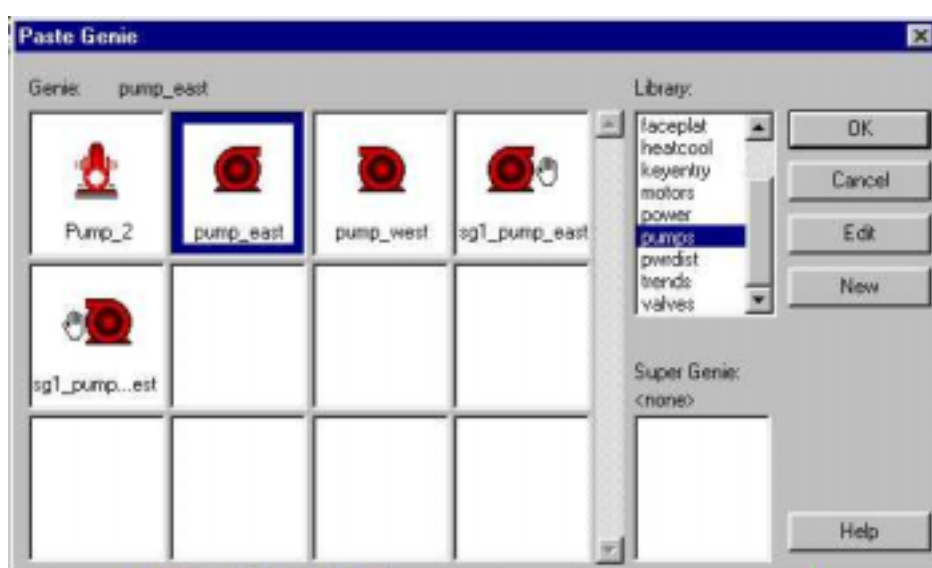 Paste Genie
Genie: pump_east
Pump_2
pump_east
pump_west
sg1_pump_east
sg1_pump...est
Library:
faceplat
heatcool
keyentry
motors
power
pumps
pwrdist
trends
valves
Super Genie:
<none>
OK
Cancel
Edit
New
Help